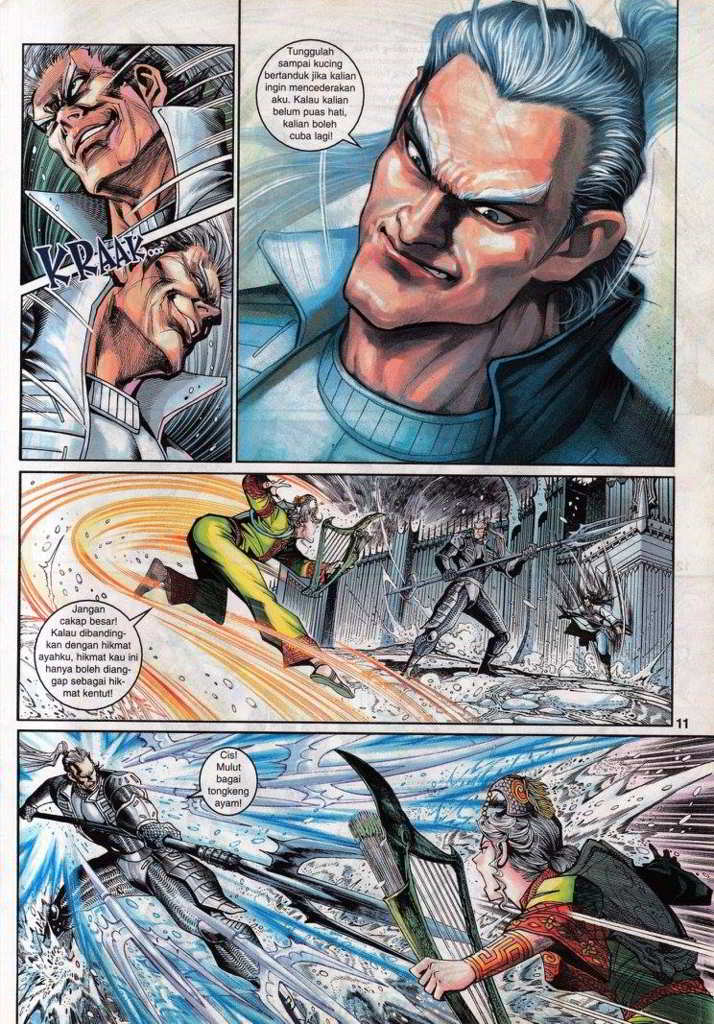 Tunggulah
sampai kucing
bertanduk jika kalian
ingin mencederakan
aku. Kalau kalian
belum puas hati,
kalian boleh
cuba lagi!
KRAAK...
Jangan
cakap besar!
Kalau dibanding-
kan dengan hikmat
ayahku, hikmat kau ini
hanya boleh diang-
gap sebagai hik-
mat kentut!
11
Cis!
Mulut
bagai
tongkeng
ayam!